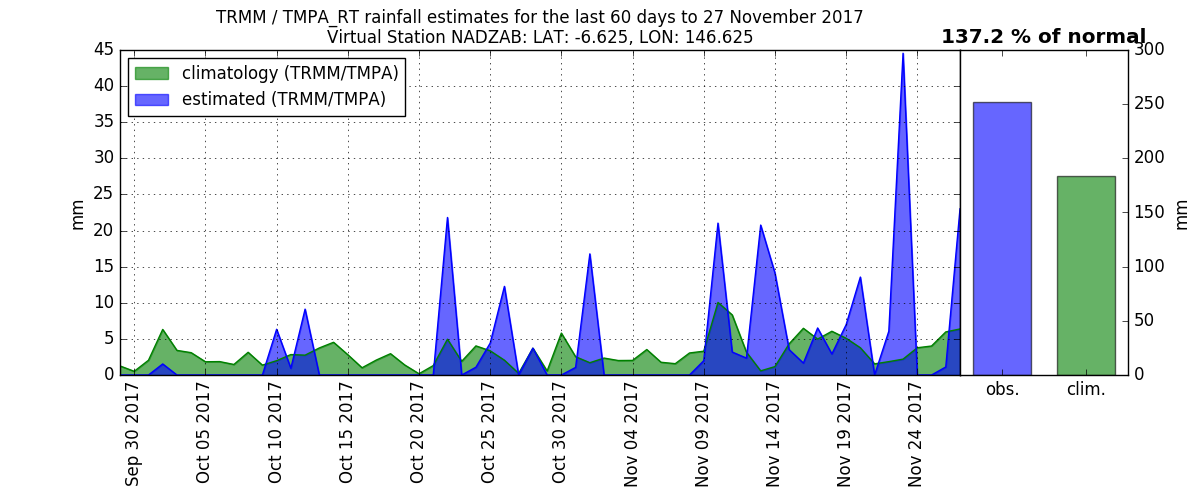 TRMM / TMPA_RT rainfall estimates for the last 60 days to 27 November 2017
Virtual Station NADZAB: LAT: -6.625, LON: 146.625
137.2 % of normal
climatology (TRMM/TMPA)
estimated (TRMM/TMPA)
mm
45
40
35
30
25
20
15
10
5
0
Sep 30 2017
Oct 05 2017
Oct 10 2017
Oct 15 2017
Oct 20 2017
Oct 25 2017
Oct 30 2017
Nov 04 2017
Nov 09 2017
Nov 14 2017
Nov 19 2017
Nov 24 2017
300
250
200
150
100
50
0
mm
obs.
clim.